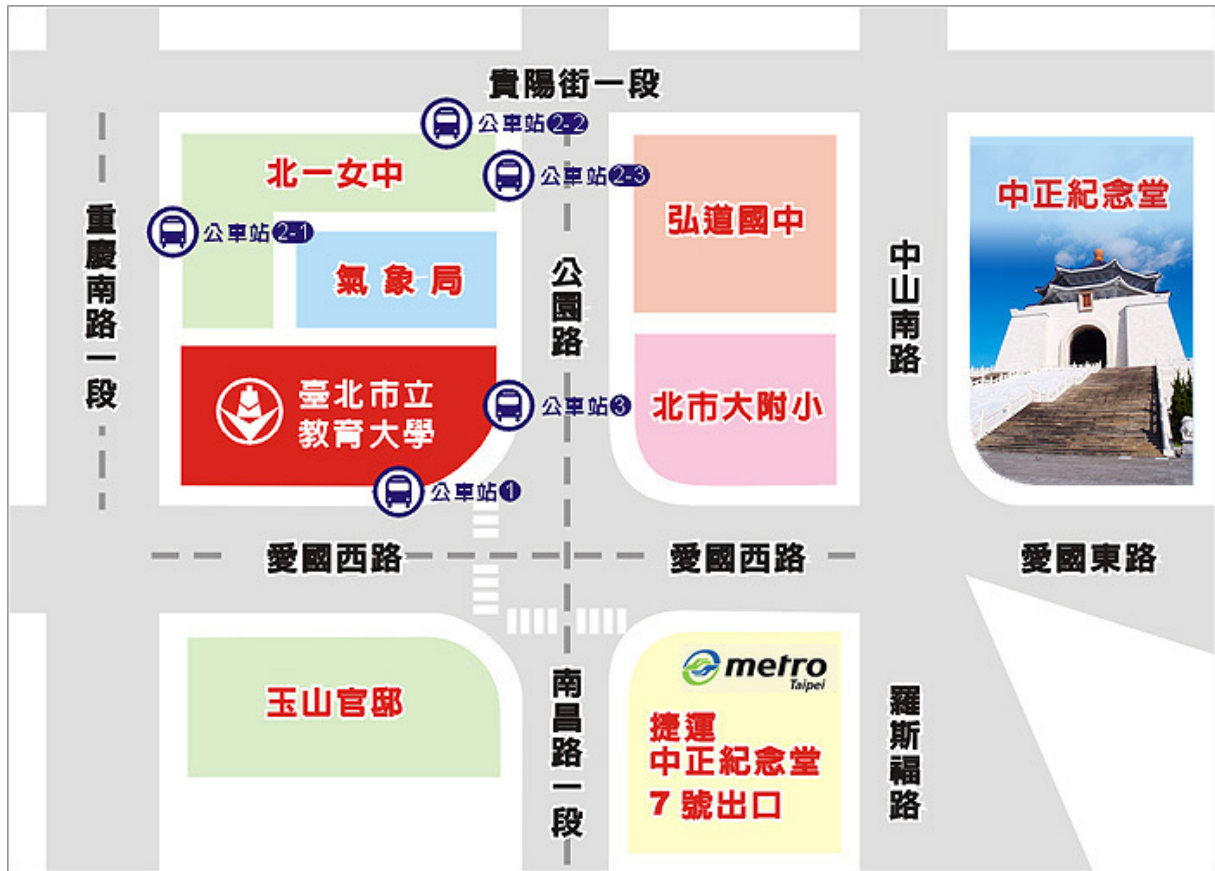 貴陽街一段
公車站2-2
北一女中
公車站2-3
中正紀念堂
弘道國中
重慶南路一段
公車站2-1
氣象局
公園路
中山南路
臺北市立
教育大學
公車站3
北市大附小
公車站1
愛國西路
愛國西路
愛國東路
玉山官邸
南昌路一段
metro
Taipei
捷運
中正紀念堂
7號出口
羅斯福路